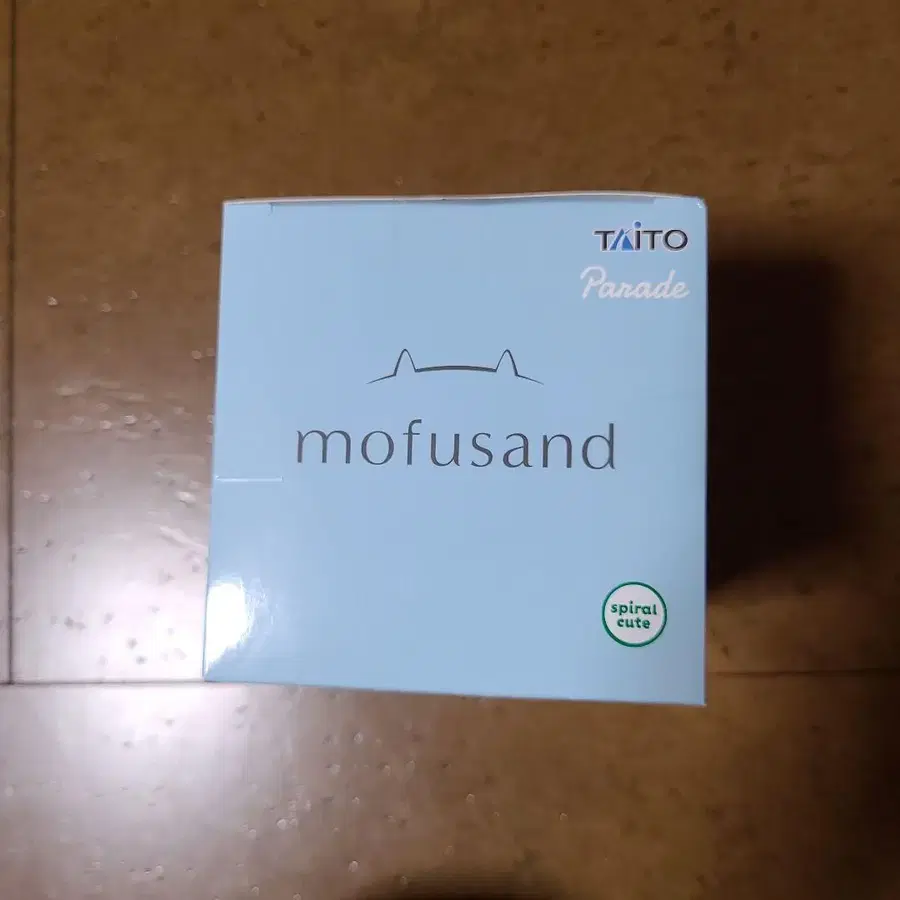 TAITO
Parade
mofusand
spiral
cute